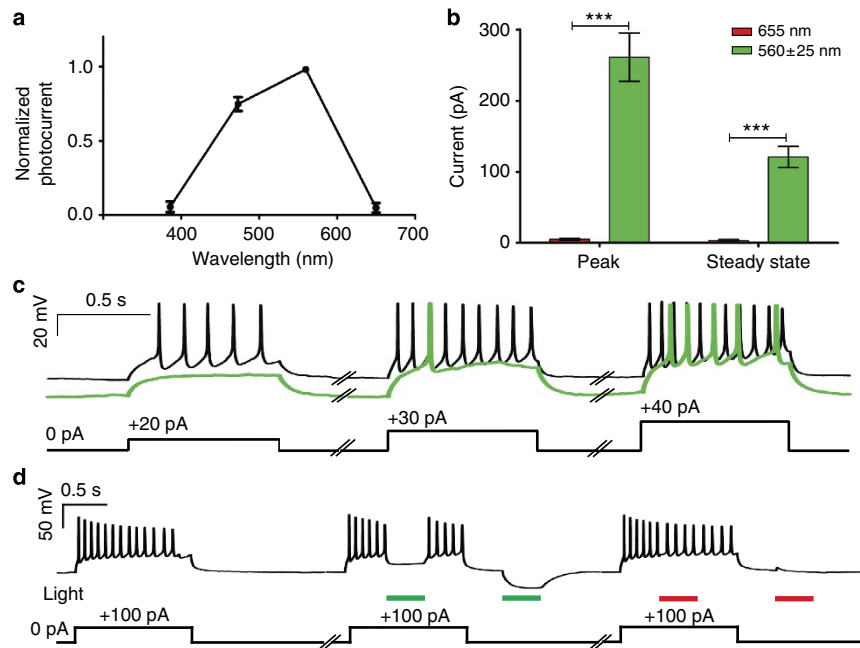 a
Normalized
photocurrent
1.0
0.5
0.0
400 500 600 700
Wavelength (nm)
b
Current (pA)
300
200
100
0
***
***
655 nm
560±25 nm
Peak Steady state
c
0.5 s
20 mV
0 pA
+20 pA
+30 pA
+40 pA
d
0.5 s
50 mV
Light
0 pA
+100 pA
+100 pA
+100 pA